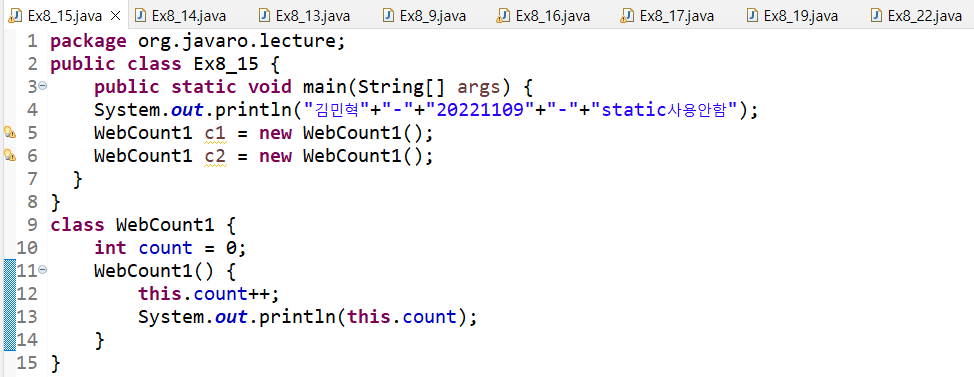 Ex8_15.java Ex8_14.java Ex8_13.java Ex8_9.java Ex8_16.java Ex8_17.java Ex8_19.java Ex8_22.java
1 package org.javaro.lecture;
2 public class Ex8_15 {
3 public static void main(String[] args) {
4 System.out.println("김민혁"+"-"+"20221109"+"-"+"static사용안함");
5 WebCount1 c1 = new WebCount1();
6 WebCount1 c2 = new WebCount1();
7 }
8 }
9 class WebCount1 {
10 int count = 0;
11 WebCount1() {
12 this.count++;
13 System.out.println(this.count);
14 }
15 }